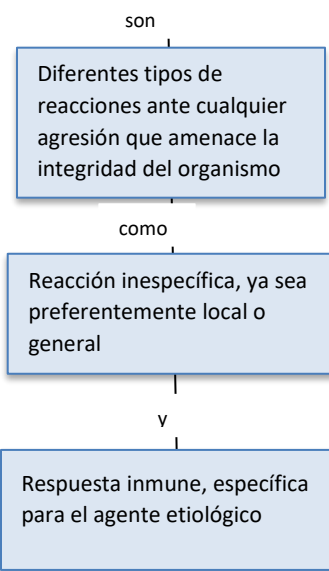 son
Diferentes tipos de
reacciones ante cualquier
agresión que amenace la
integridad del organismo
como
Reacción inespecífica, ya sea
preferentemente local o
general
y
Respuesta inmune, específica
para el agente etiológico